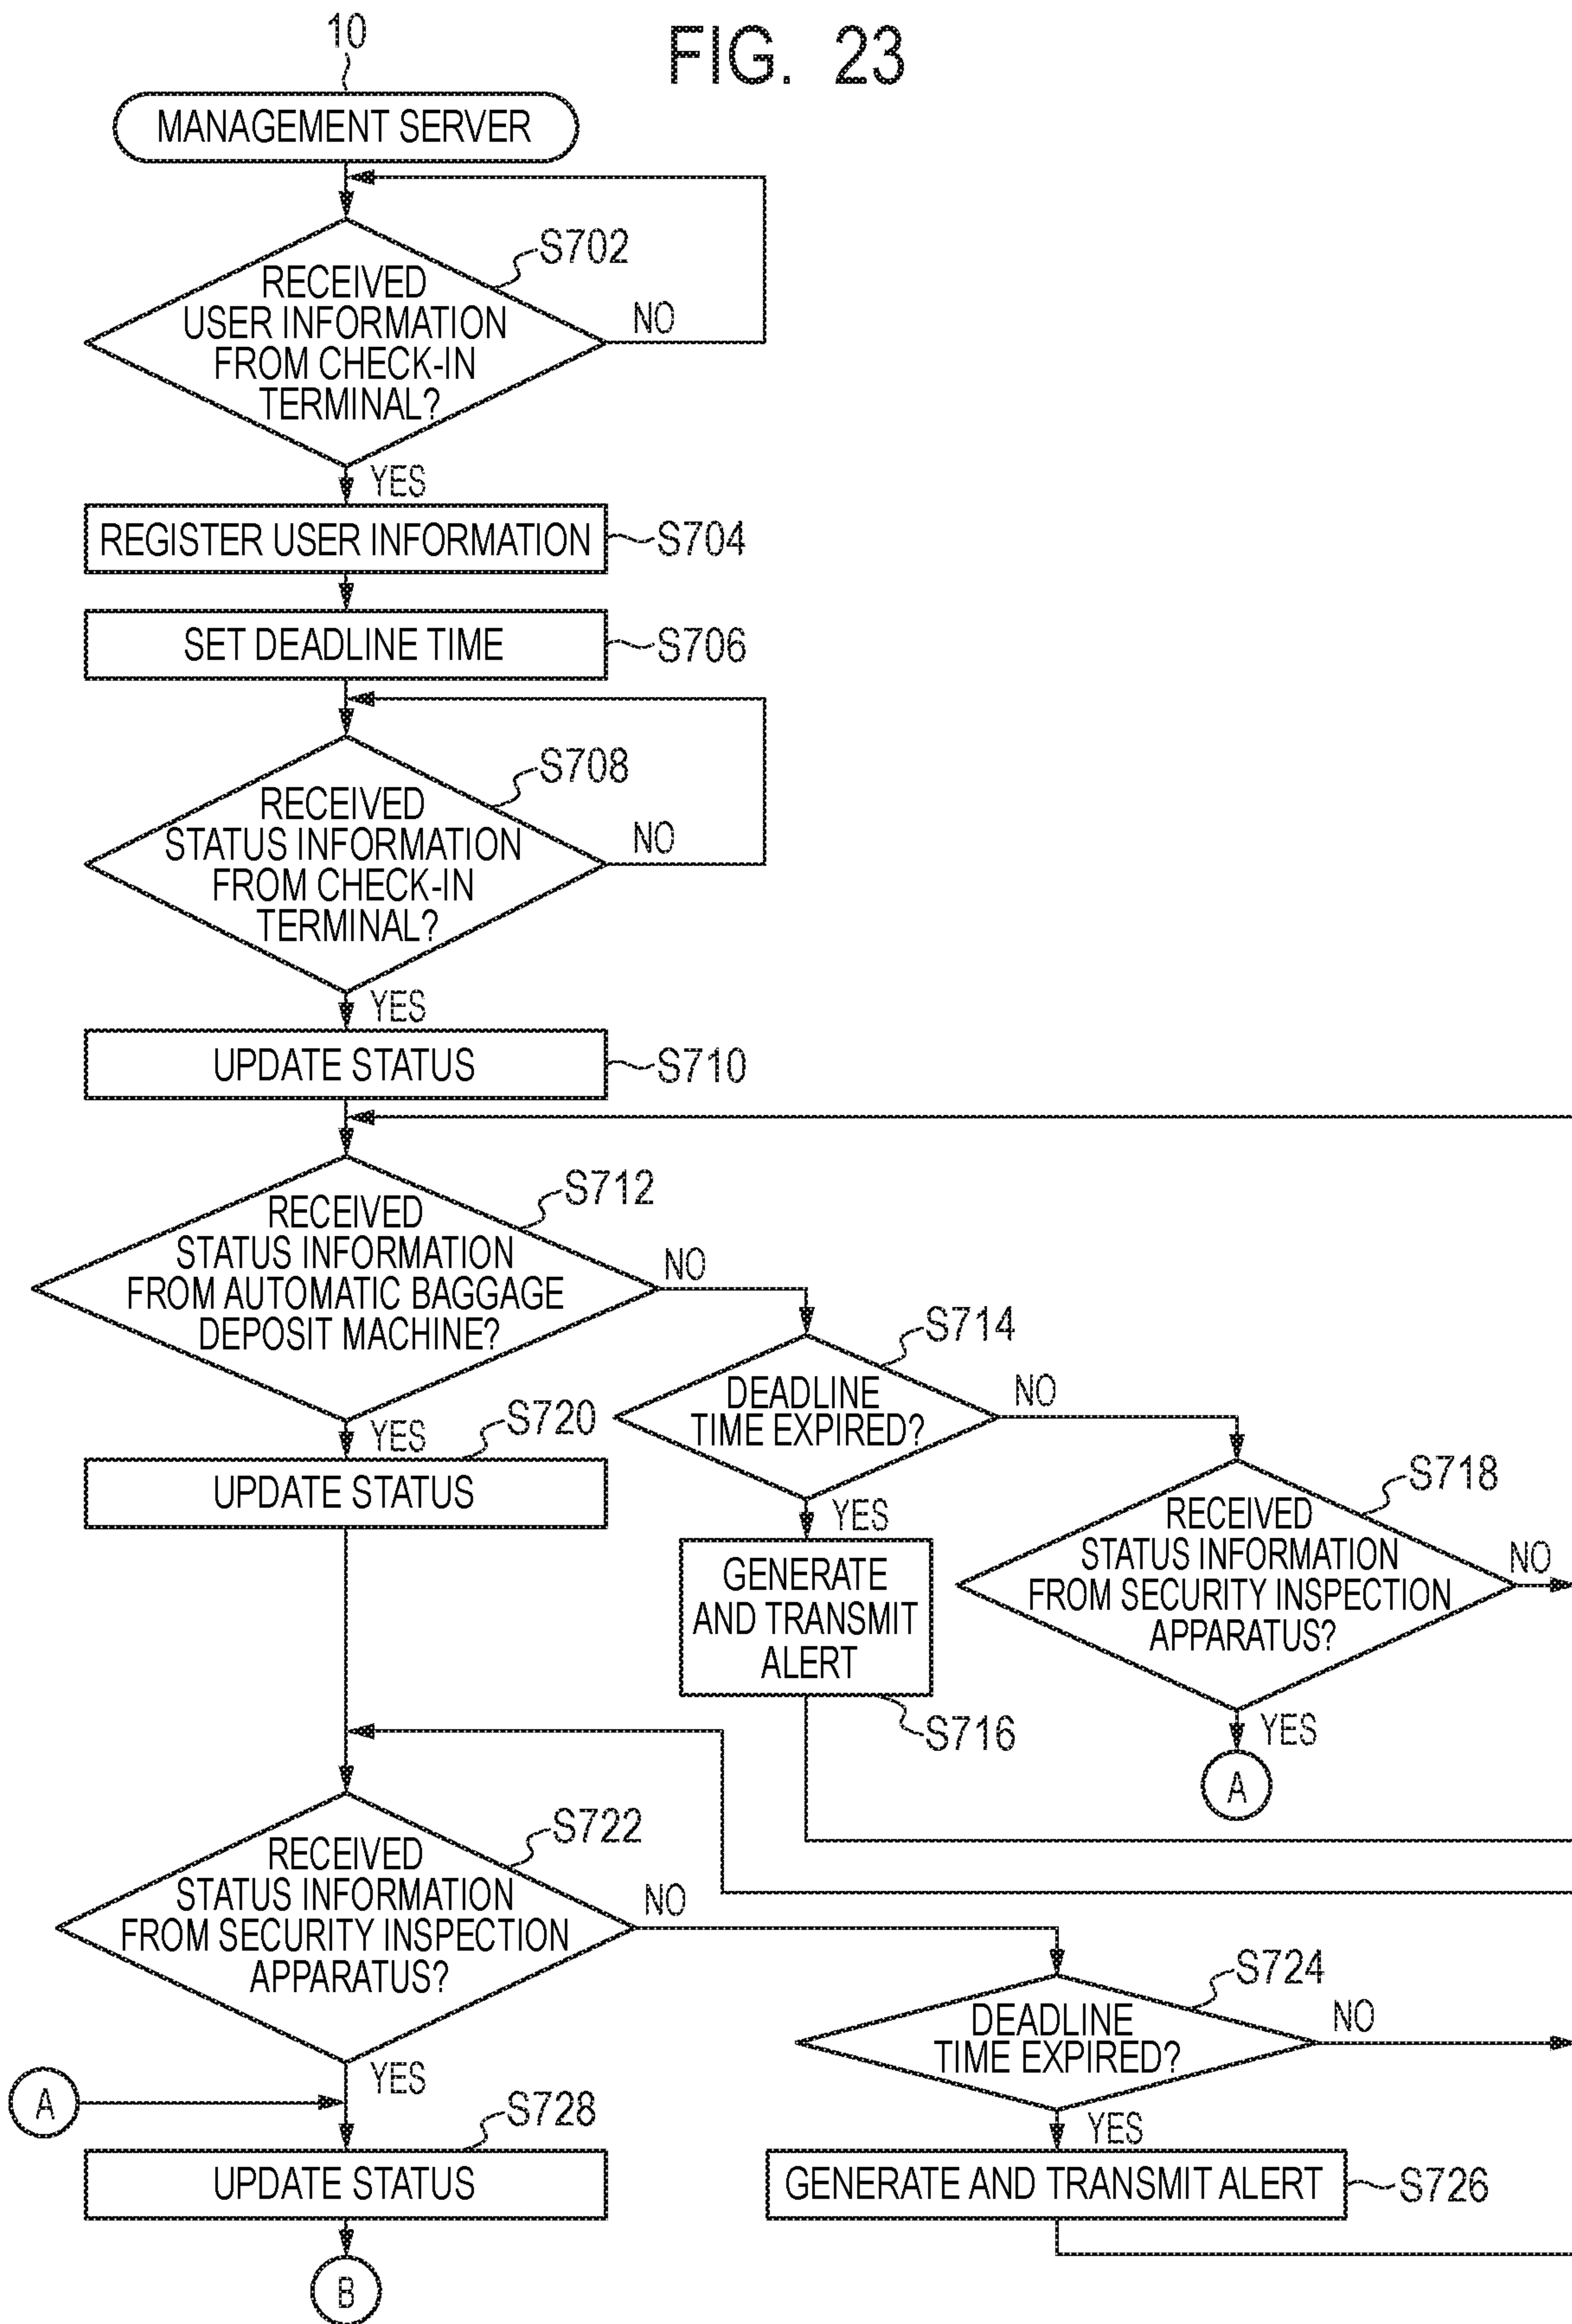 10
FIG. 23
MANAGEMENT SERVER
S702
RECEIVED
USER INFORMATION
FROM CHECK-IN
TERMINAL?
NO
YES
REGISTER USER INFORMATION
S704
SET DEADLINE TIME
S706
S708
RECEIVED
STATUS INFORMATION
FROM CHECK-IN
TERMINAL?
NO
YES
UPDATE STATUS
S710
S712
RECEIVED
STATUS INFORMATION
FROM AUTOMATIC BAGGAGE
DEPOSIT MACHINE?
NO
YES
S714
DEADLINE
TIME EXPIRED?
NO
YES
S720
UPDATE STATUS
GENERATE
AND TRANSMIT
ALERT
S716
S718
RECEIVED
STATUS INFORMATION
FROM SECURITY INSPECTION
APPARATUS?
NO
YES
A
S722
RECEIVED
STATUS INFORMATION
FROM SECURITY INSPECTION
APPARATUS?
NO
YES
S724
DEADLINE
TIME EXPIRED?
NO
YES
A
S728
UPDATE STATUS
GENERATE AND TRANSMIT ALERT
S726
B